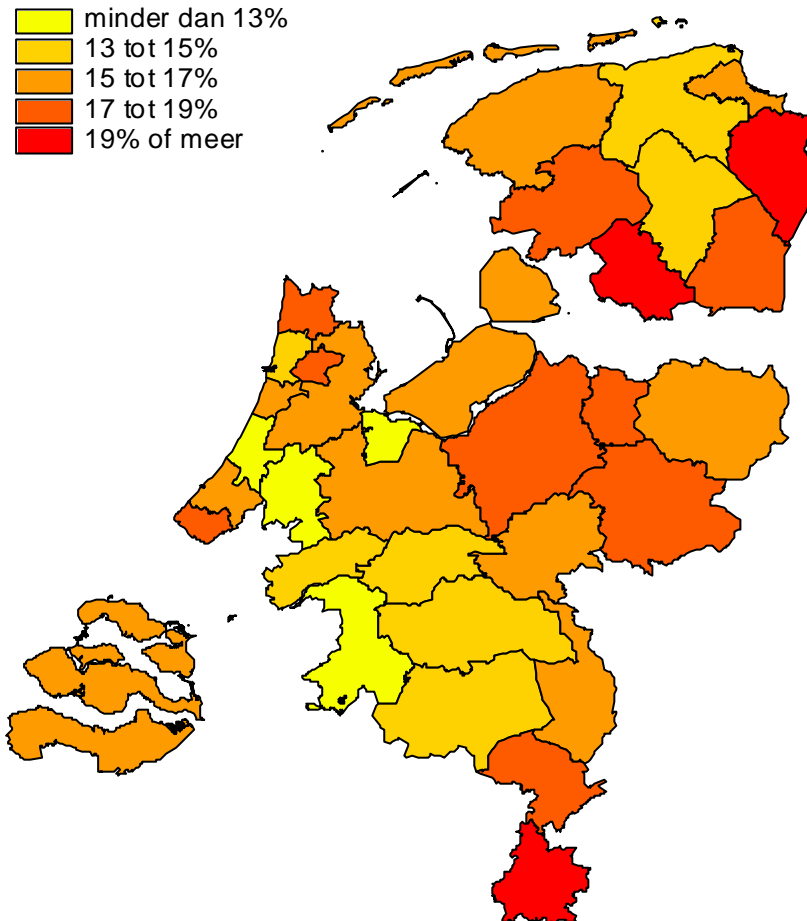 minder dan 13%
13 tot 15%
15 tot 17%
17 tot 19%
19% of meer